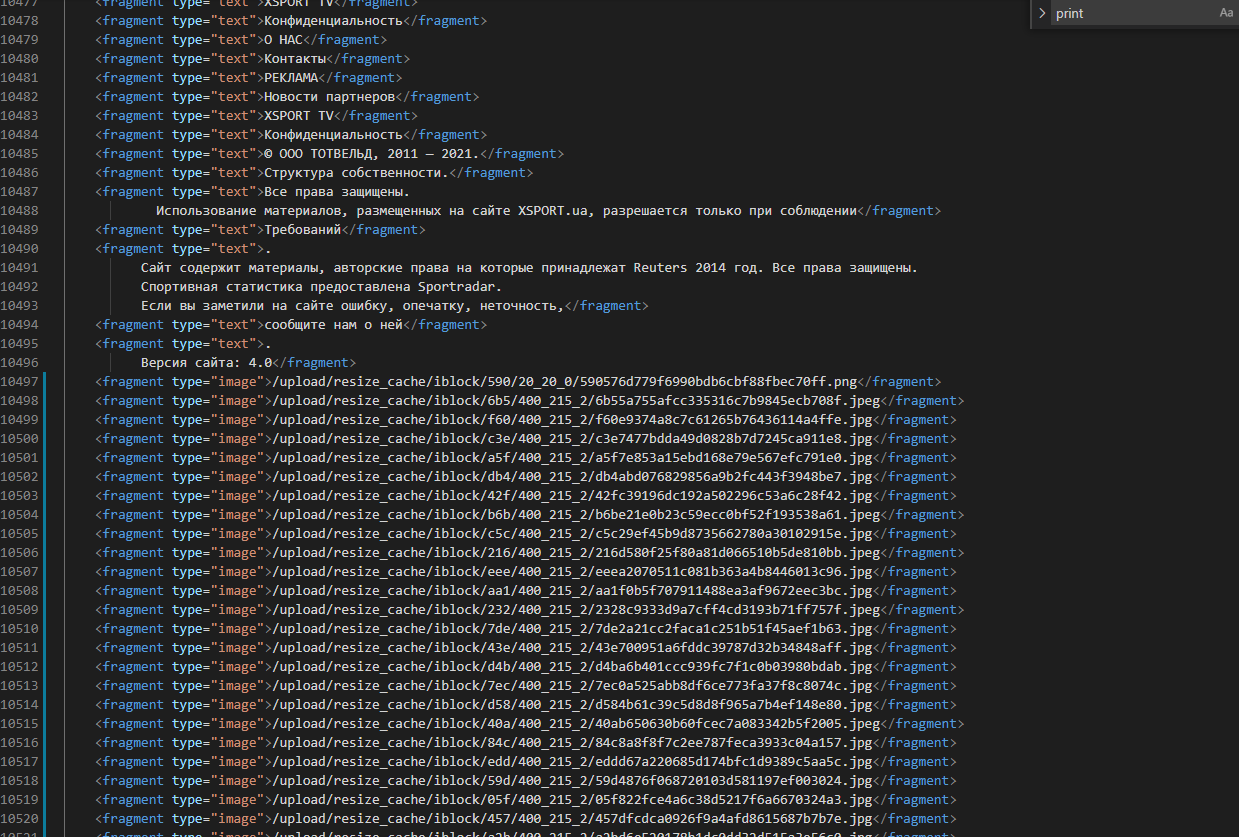 10477 <fragment type="text">XSPORT TV</fragment>
10478 <fragment type="text">Конфиденциальность</fragment>
10479 <fragment type="text">О НАС</fragment>
10480 <fragment type="text">Контакты</fragment>
10481 <fragment type="text">РЕКЛАМА</fragment>
10482 <fragment type="text">Новости партнеров</fragment>
10483 <fragment type="text">XSPORT TV</fragment>
10484 <fragment type="text">Конфиденциальность</fragment>
10485 <fragment type="text">© ООО ТОТВЕЛЬД, 2011 — 2021.</fragment>
10486 <fragment type="text">Структура собственности.</fragment>
10487 <fragment type="text">Все права защищены.
10488 Использование материалов, размещенных на сайте XSPORT.ua, разрешается только при соблюдении</fragment>
10489 <fragment type="text">Требований</fragment>
10490 <fragment type="text">.
10491 Сайт содержит материалы, авторские права на которые принадлежат Reuters 2014 год. Все права защищены.
10492 Спортивная статистика предоставлена Sportradar.
10493 Если вы заметили на сайте ошибку, опечатку, неточность,</fragment>
10494 <fragment type="text">сообщите нам о ней</fragment>
10495 <fragment type="text">.
10496 Версия сайта: 4.0</fragment>
10497 <fragment type="image">/upload/resize_cache/iblock/590/20_20_0/590576d779f6990bdb6cbf88fbec70ff.png</fragment>
10498 <fragment type="image">/upload/resize_cache/iblock/6b5/400_215_2/6b55a755afcc335316c7b9845ecb708f.jpeg</fragment>
10499 <fragment type="image">/upload/resize_cache/iblock/f60/400_215_2/f60e9374a8c7c61265b76436114a4ffe.jpg</fragment>
10500 <fragment type="image">/upload/resize_cache/iblock/c3e/400_215_2/c3e7477bdda49d0828b7d7245ca911e8.jpg</fragment>
10501 <fragment type="image">/upload/resize_cache/iblock/a5f/400_215_2/a5f7e853a15ebd168e79e567efc791e0.jpg</fragment>
10502 <fragment type="image">/upload/resize_cache/iblock/db4/400_215_2/db4abd076829856a9b2fc443f3948be7.jpg</fragment>
10503 <fragment type="image">/upload/resize_cache/iblock/42f/400_215_2/42fc39196dc192a502296c53a6c28f42.jpg</fragment>
10504 <fragment type="image">/upload/resize_cache/iblock/b6b/400_215_2/b6be21e0b23c59ecc0bf52f193538a61.jpeg</fragment>
10505 <fragment type="image">/upload/resize_cache/iblock/c5c/400_215_2/c5c29ef45b9d8735662780a30102915e.jpg</fragment>
10506 <fragment type="image">/upload/resize_cache/iblock/216/400_215_2/216d580f25f80a81d066510b5de810bb.jpeg</fragment>
10507 <fragment type="image">/upload/resize_cache/iblock/eee/400_215_2/eeea2070511c081b363a4b8446013c96.jpg</fragment>
10508 <fragment type="image">/upload/resize_cache/iblock/aa1/400_215_2/aa1f0b5f707911488ea3af9672eec3bc.jpg</fragment>
10509 <fragment type="image">/upload/resize_cache/iblock/232/400_215_2/2328c9333d9a7cff4cd3193b71ff757f.jpeg</fragment>
10510 <fragment type="image">/upload/resize_cache/iblock/7de/400_215_2/7de2a21cc2faca1c251b51f45aef1b63.jpg</fragment>
10511 <fragment type="image">/upload/resize_cache/iblock/43e/400_215_2/43e700951a6fddc39787d32b34848aff.jpg</fragment>
10512 <fragment type="image">/upload/resize_cache/iblock/d4b/400_215_2/d4ba6b401ccc939fc7f1c0b03980bdab.jpg</fragment>
10513 <fragment type="image">/upload/resize_cache/iblock/7ec/400_215_2/7ec0a525abb8df6ce773fa37f8c8074c.jpg</fragment>
10514 <fragment type="image">/upload/resize_cache/iblock/d58/400_215_2/d584b61c39c5d8d8f965a7b4ef148e80.jpg</fragment>
10515 <fragment type="image">/upload/resize_cache/iblock/40a/400_215_2/40ab650630b60fcec7a083342b5f2005.jpeg</fragment>
10516 <fragment type="image">/upload/resize_cache/iblock/84c/400_215_2/84c8a8f8f7c2ee787feca3933c04a157.jpg</fragment>
10517 <fragment type="image">/upload/resize_cache/iblock/edd/400_215_2/eddd67a220685d174bfc1d9389c5aa5c.jpg</fragment>
10518 <fragment type="image">/upload/resize_cache/iblock/59d/400_215_2/59d4876f068720103d581197ef003024.jpg</fragment>
10519 <fragment type="image">/upload/resize_cache/iblock/05f/400_215_2/05f822fce4a6c38d5217f6a6670324a3.jpg</fragment>
10520 <fragment type="image">/upload/resize_cache/iblock/457/400_215_2/457dfcdca0926f9a4afd8615687b7b7e.jpg</fragment>
print
Aa